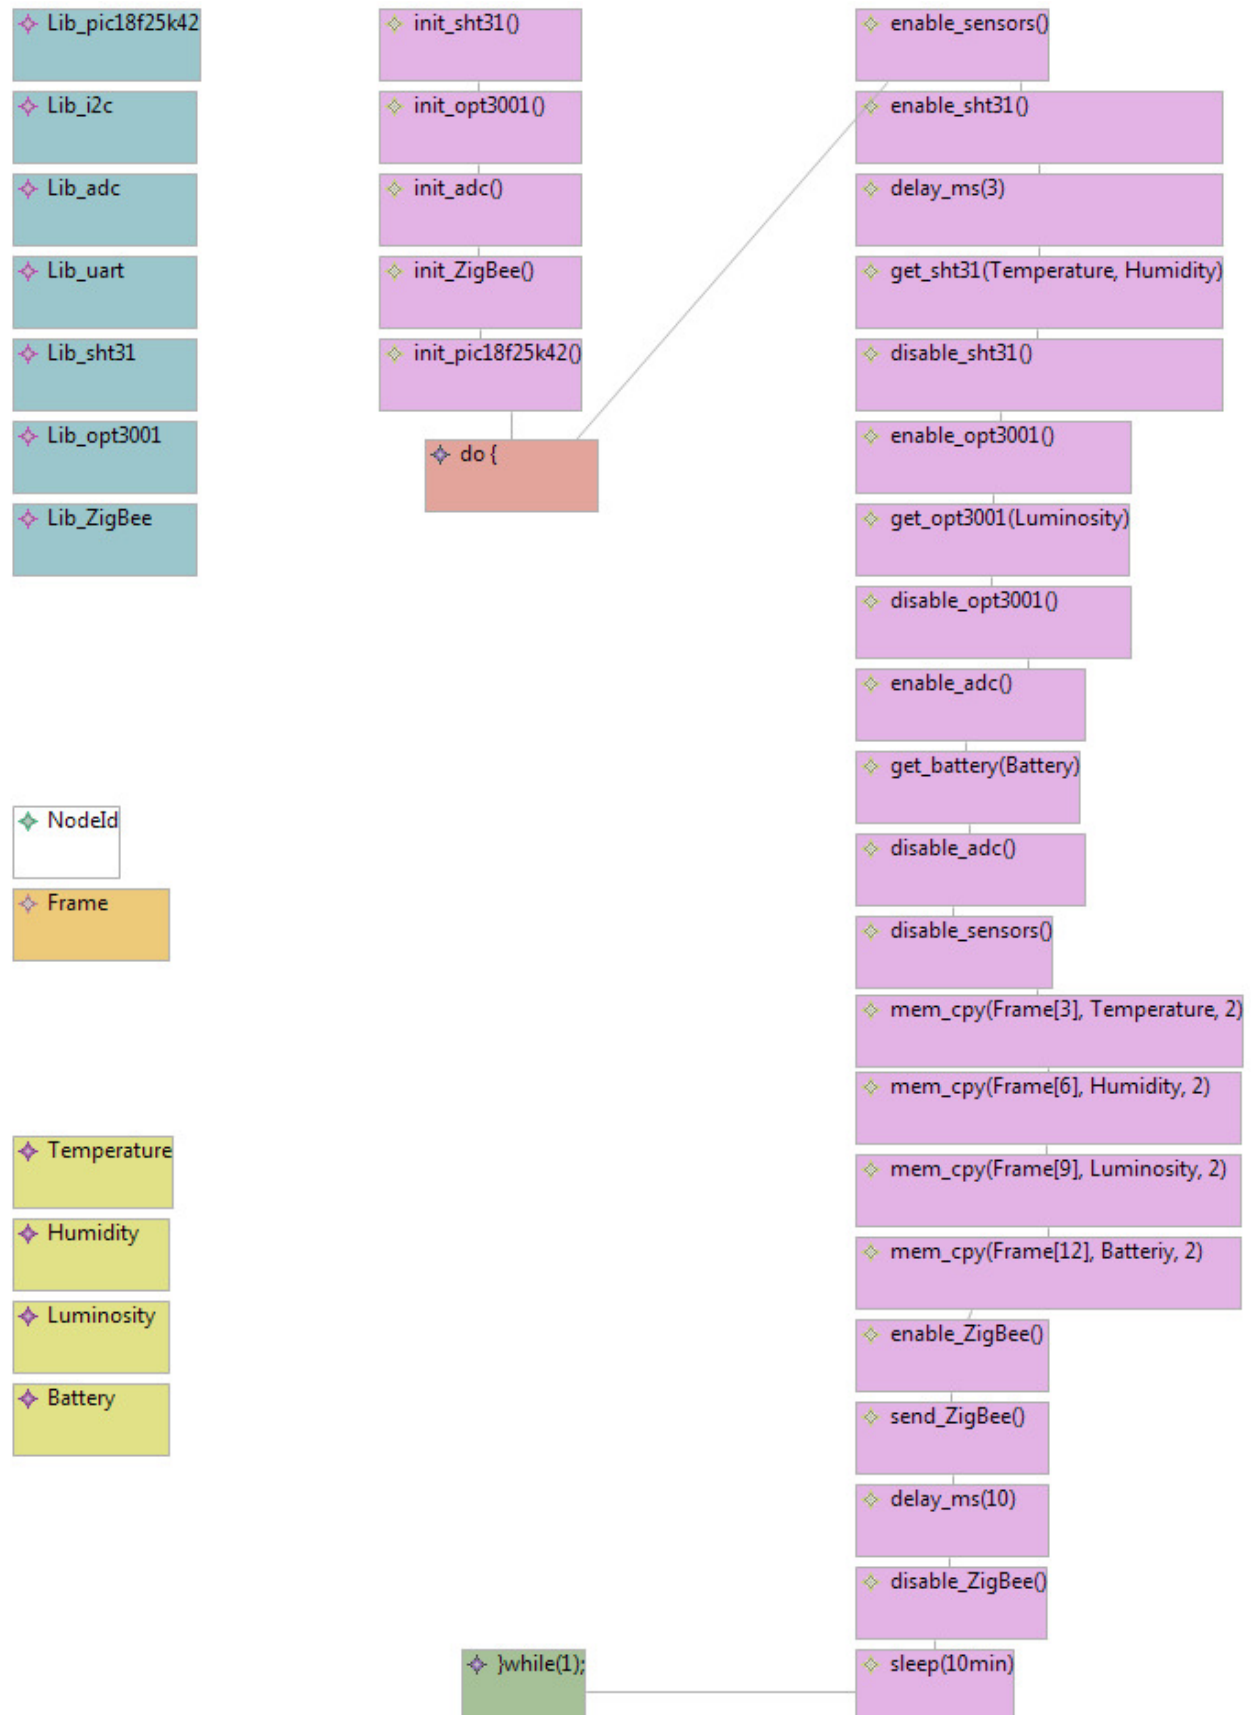 Lib_pic18f25k42
Lib_i2c
Lib_adc
Lib_uart
Lib_sht31
Lib_opt3001
Lib_ZigBee
NodeId
Frame
Temperature
Humidity
Luminosity
Battery
init_sht31()
init_opt3001()
init_adc()
init_ZigBee()
init_pic18f25k42()
do {
enable_sensors()
enable_sht31()
delay_ms(3)
get_sht31(Temperature, Humidity)
disable_sht31()
enable_opt3001()
get_opt3001(Luminosity)
disable_opt3001()
enable_adc()
get_battery(Battery)
disable_adc()
disable_sensors()
mem_cpy(Frame[3], Temperature, 2)
mem_cpy(Frame[6], Humidity, 2)
mem_cpy(Frame[9], Luminosity, 2)
mem_cpy(Frame[12], Batteriy, 2)
enable_ZigBee()
send_ZigBee()
delay_ms(10)
disable_ZigBee()
sleep(10min)
}while(1);